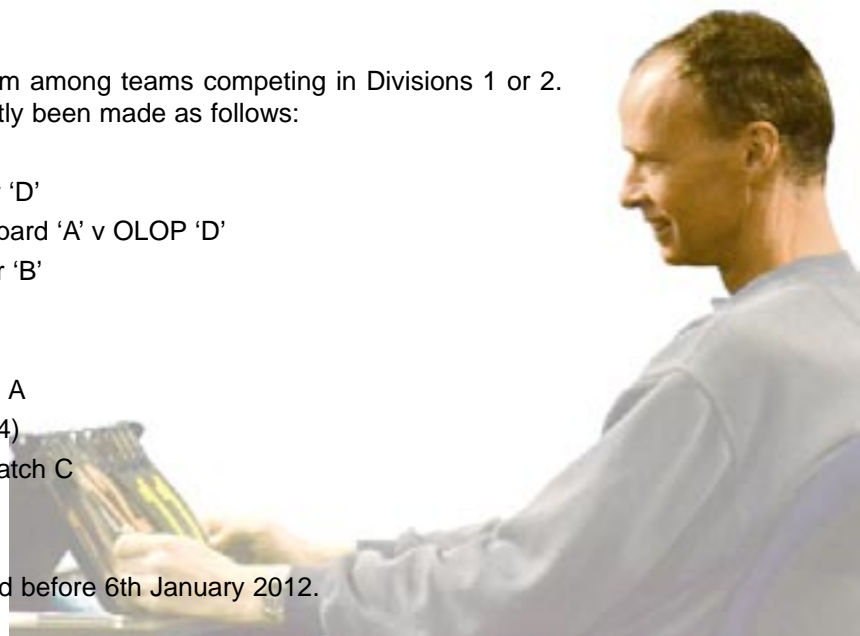 m among teams competing in Divisions 1 or 2.
tly been made as follows:
‘D’
oard ‘A’ v OLOP ‘D’
r ‘B’
A
4)
atch C
d before 6th January 2012.